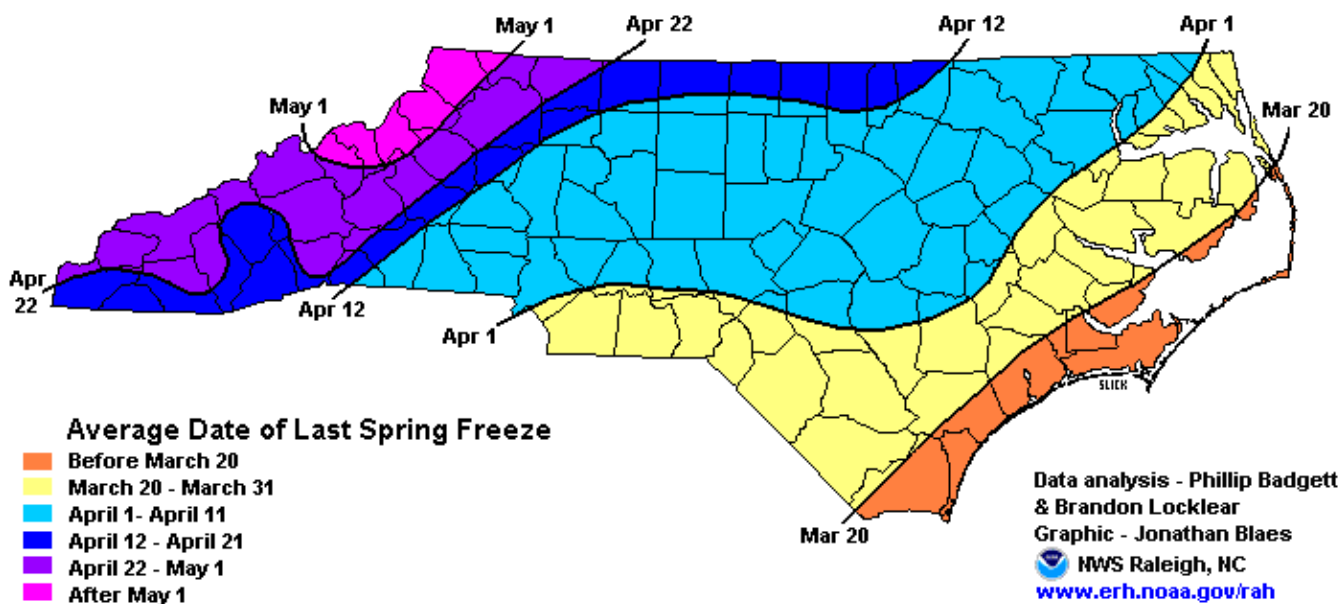 May 1
Apr 22
Apr 12
Apr 1
May 1
Mar 20
Apr
22
Apr 12
Apr 1
SLICK
Mar 20
Average Date of Last Spring Freeze
Before March 20
March 20 - March 31
April 1- April 11
April 12 - April 21
April 22 - May 1
After May 1
Data analysis - Phillip Badgett
& Brandon Locklear
Graphic - Jonathan Blaes
NWS Raleigh, NC
www.erh.noaa.gov/rah